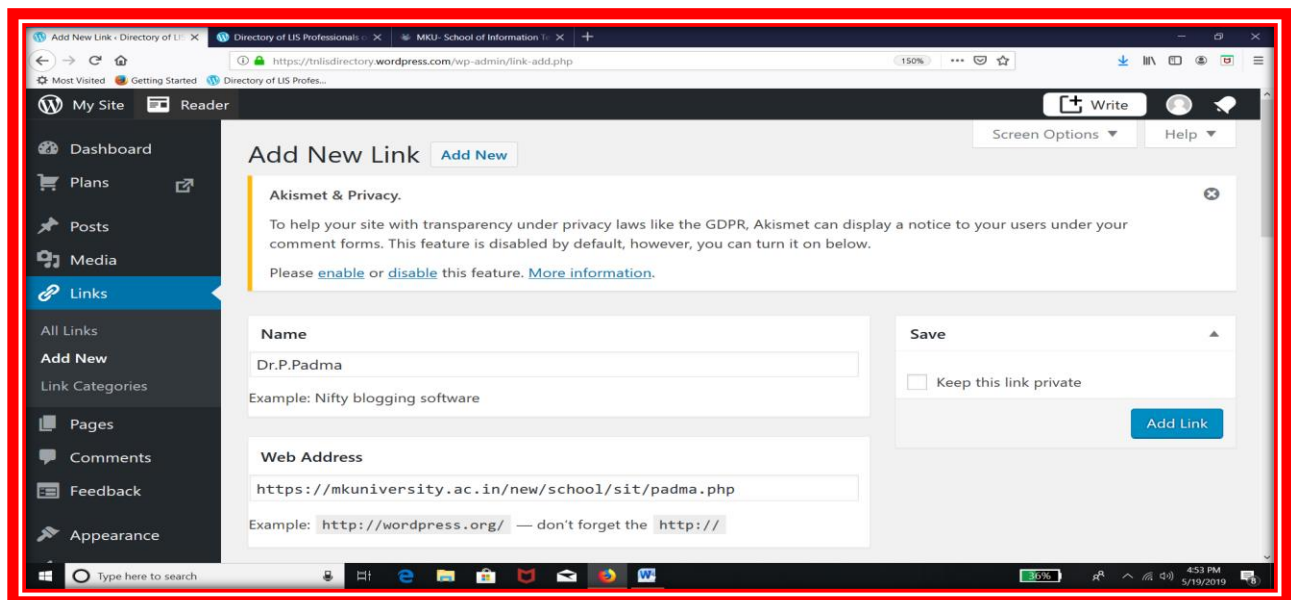 Add New Link ‹ Directory of LIS
Directory of LIS Professionals o
MKU- School of Information Te
https://tnlisdirectory.wordpress.com/wp-admin/link-add.php
150%
Most Visited Getting Started Directory of LIS Profes...
My Site Reader Write
Screen Options Help
Dashboard
Plans
Posts
Media
Links
All Links
Add New
Link Categories
Pages
Comments
Feedback
Appearance
Add New Link Add New
Akismet & Privacy.
To help your site with transparency under privacy laws like the GDPR, Akismet can display a notice to your users under your
comment forms. This feature is disabled by default, however, you can turn it on below.
Please enable or disable this feature. More information.
Name
Dr.P.Padma
Example: Nifty blogging software
Web Address
https://mkuniversity.ac.in/new/school/sit/padma.php
Example: http://wordpress.org/ — don't forget the http://
Save
Keep this link private
Add Link
Type here to search
36%
4:53 PM
5/19/2019
8